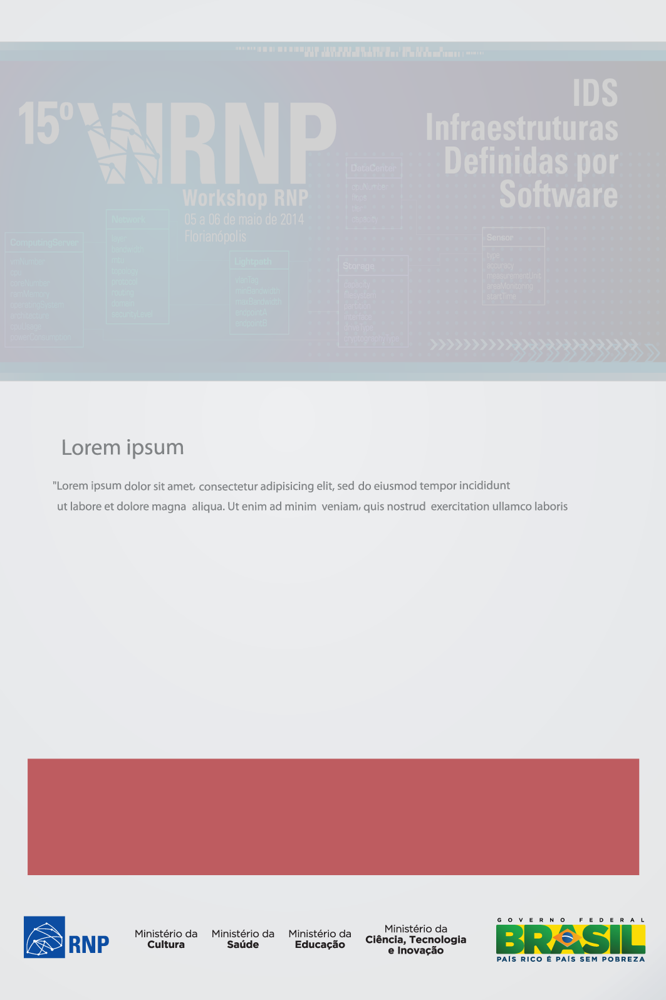 15º WRNP
Workshop RNP
05 a 06 de maio de 2014
Florianópolis
IDS
Infraestruturas
Definidas por
Software
ComputingServer
vmNumber
cpu
coreNumber
ramMemory
operatingSystem
architecture
cpuUsage
powerConsumption
Network
layer
bandwidth
mtu
topology
protocol
routing
domain
securityLevel
Lightpath
vlanTag
minBandwidth
maxBandwidth
endpointA
endpointB
DataCenter
cpuNumber
capacity
Storage
capacity
filesystem
partition
interface
driveType
cryptographyType
Sensor
type
accuracy
measurementUnit
areaMonitoring
startTime
Lorem ipsum
"Lorem ipsum dolor sit amet, consectetur adipisicing elit, sed do eiusmod tempor incididunt
ut labore et dolore magna aliqua. Ut enim ad minim veniam, quis nostrud exercitation ullamco laboris
RNP
Ministério da
Cultura
Ministério da
Saúde
Ministério da
Educação
Ministério da
Ciência, Tecnologia
e Inovação
GOVERNO FEDERAL
BRASIL
PAÍS RICO É PAÍS SEM POBREZA